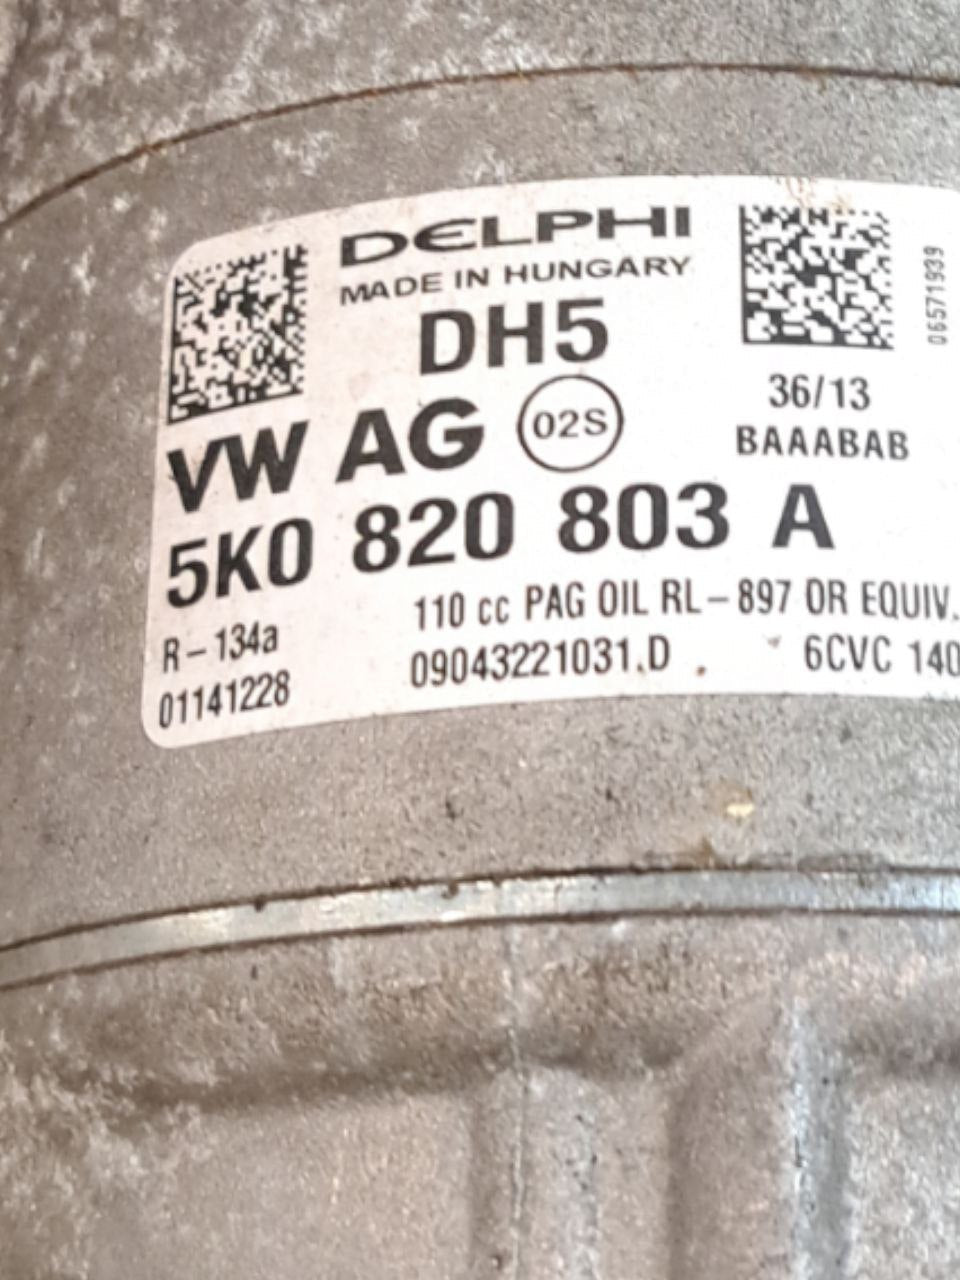 DELPHI
MADE IN HUNGARY
DH5
06571939
36/13
BAAABAB
VW AG 02S
5K0 820 803 A
110 cc PAG OIL RL-897 OR EQUIV.
R-134a
09043221031.D 6CVC 140
01141228